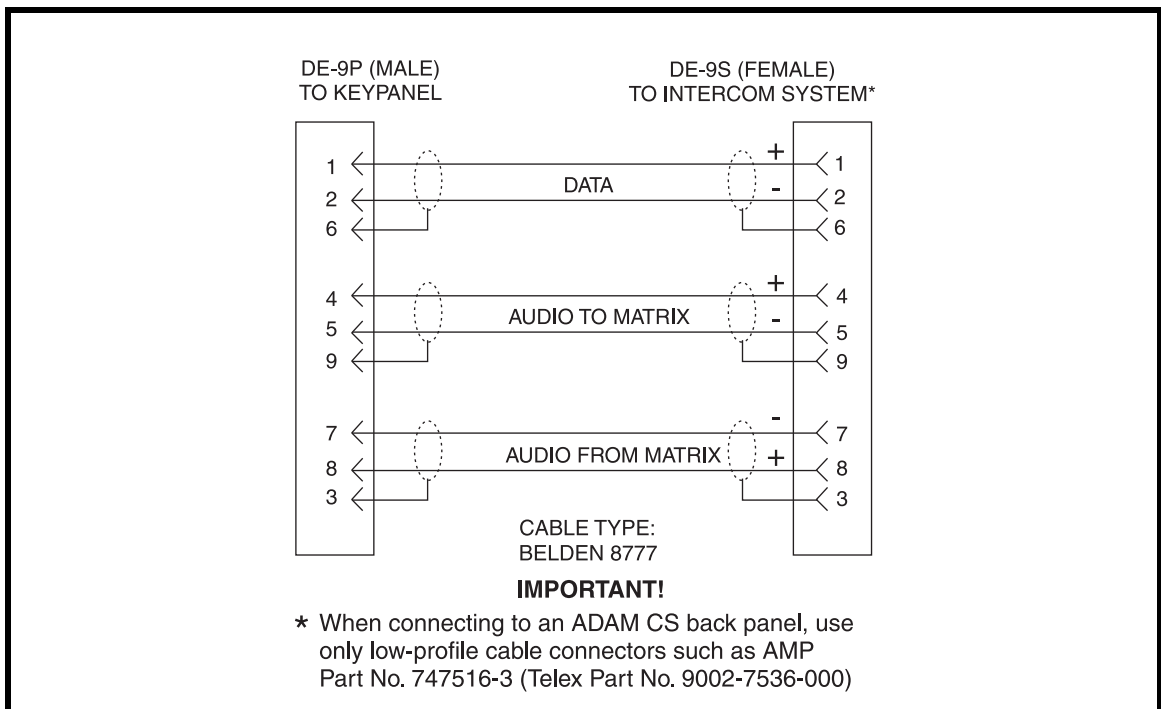 DE-9P (MALE)
TO KEYPANEL
DE-9S (FEMALE)
TO INTERCOM SYSTEM*
1 + 1
DATA
2 - 2
6 6
4 + 4
AUDIO TO MATRIX
5 - 5
9 9
7 - 7
AUDIO FROM MATRIX
8 + 8
3 3
CABLE TYPE:
BELDEN 8777
IMPORTANT!
* When connecting to an ADAM CS back panel, use
only low-profile cable connectors such as AMP
Part No. 747516-3 (Telex Part No. 9002-7536-000)